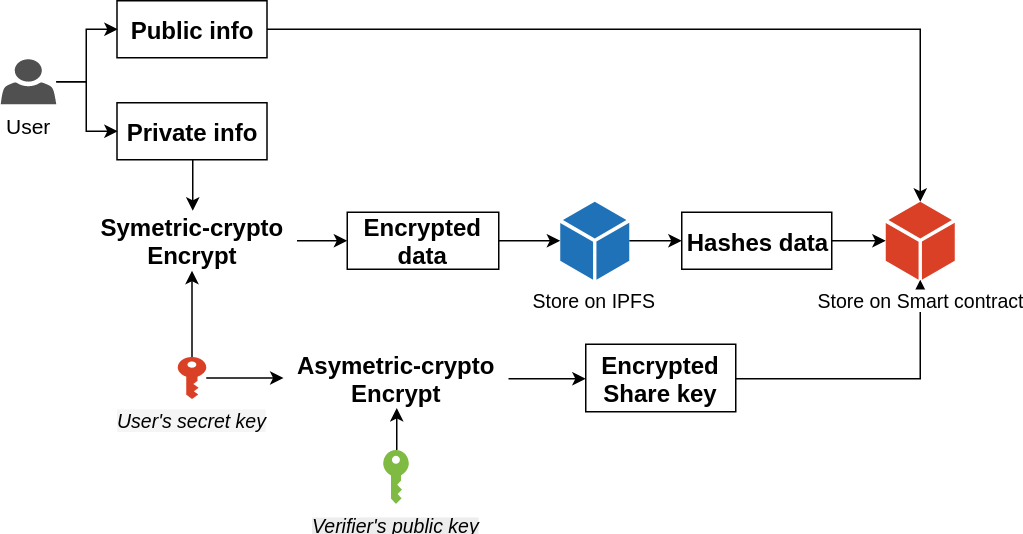 Public info
User
Private info
Symetric-crypto
Encrypt
Encrypted
data
Hashes data
Store on IPFS
Store on Smart contract
Asymetric-crypto
Encrypt
Encrypted
Share key
User's secret key
Verifier's public key